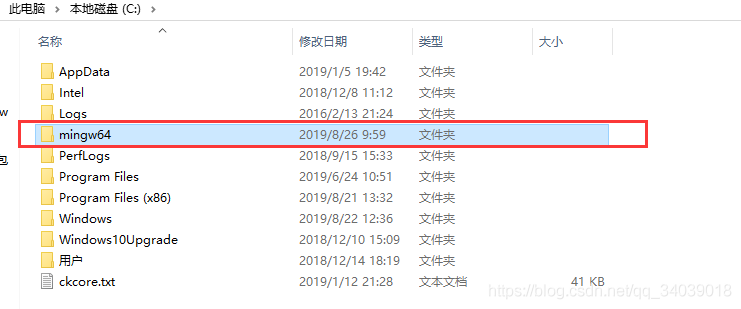 此电脑 > 本地磁盘 (C:) >
名称 修改日期 类型 大小
AppData 2019/1/5 19:42 文件夹
Intel 2018/12/8 11:12 文件夹
Logs 2016/2/13 21:24 文件夹
w
mingw64 2019/8/26 9:59 文件夹
PerfLogs 2018/9/15 15:33 文件夹
包
Program Files 2019/6/24 10:51 文件夹
Program Files (x86) 2019/8/21 13:32 文件夹
Windows 2019/8/22 12:36 文件夹
Windows10Upgrade 2018/12/10 15:09 文件夹
用户 2018/12/14 18:19 文件夹
ckcore.txt 2019/1/12 21:28 文本文档 41 KB
https://blog.csdn.net/qq_34039018